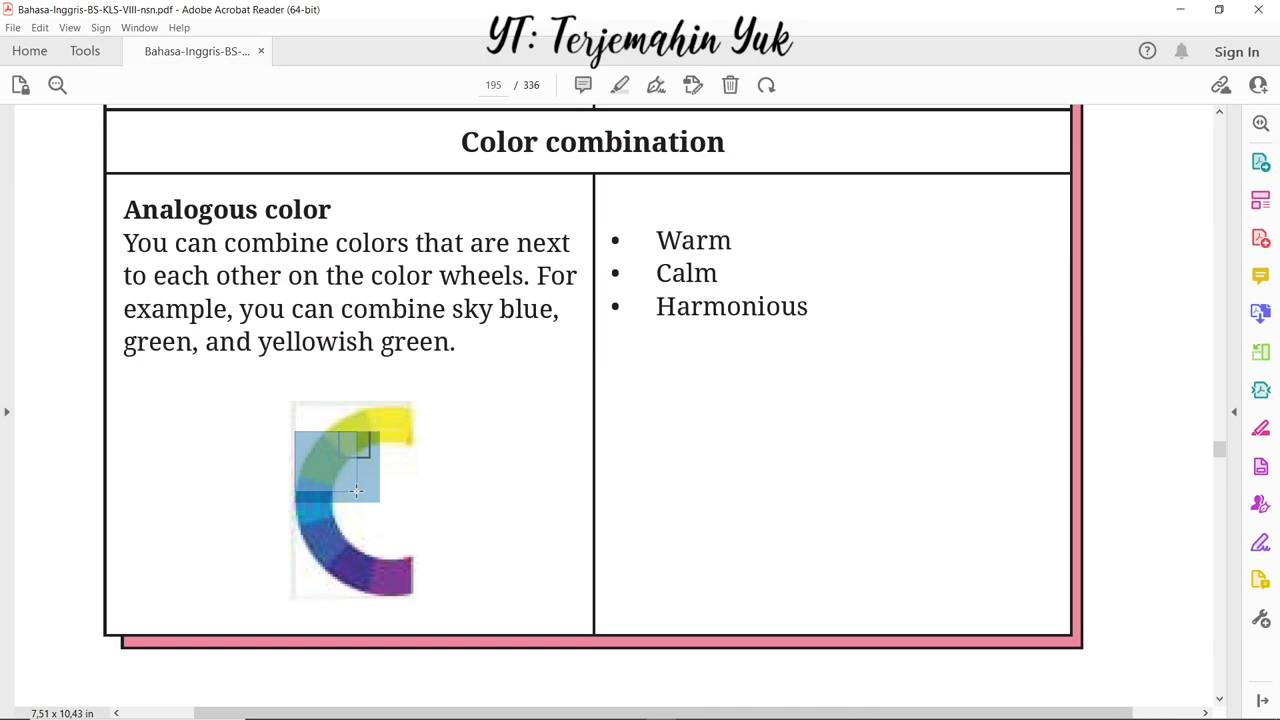 Bahasa-Inggris-BS-KLS-VIII-nsn.pdf - Adobe Acrobat Reader (64-bit)
File Edit View Sign Window Help
YT: Terjemahin Yuk
Home Tools Bahasa-Inggris-BS-... × Sign In
195 / 336
Color combination
Analogous color
You can combine colors that are next
to each other on the color wheels. For
example, you can combine sky blue,
green, and yellowish green.
• Warm
• Calm
• Harmonious
7,51 x 10,43 in